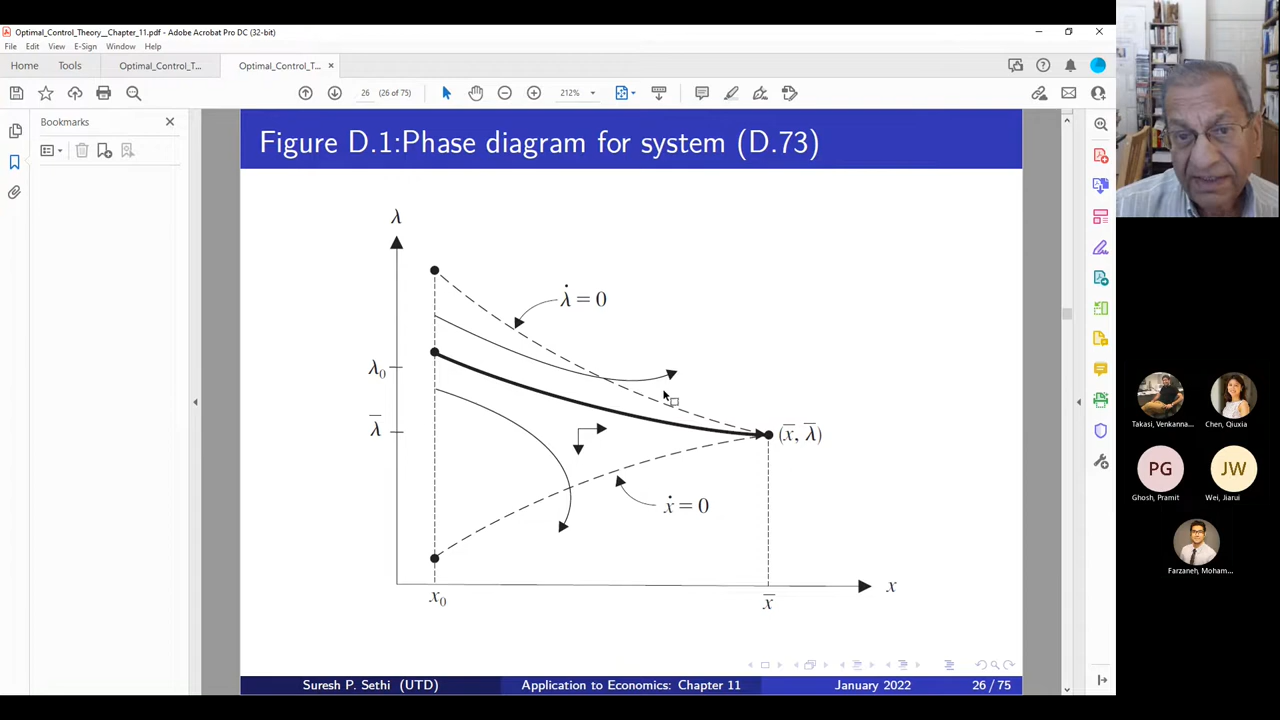 Optimal_Control_Theory__Chapter_11.pdf - Adobe Acrobat Pro DC (32-bit)
File Edit View E-Sign Window Help
Home Tools Optimal_Control_T... Optimal_Control_T... ×
26 (26 of 75) 212%
Bookmarks
Figure D.1:Phase diagram for system (D.73)
λ
λ̇ = 0
λ0
λ̅
(x̅, λ̅)
ẋ = 0
x0
x̅
x
Suresh P. Sethi (UTD) Application to Economics: Chapter 11 January 2022 26 / 75
Takasi, Venkanna... Chen, Qiuxia
PG JW
Ghosh, Pramit Wei, Jiarui
Farzaneh, Moham...